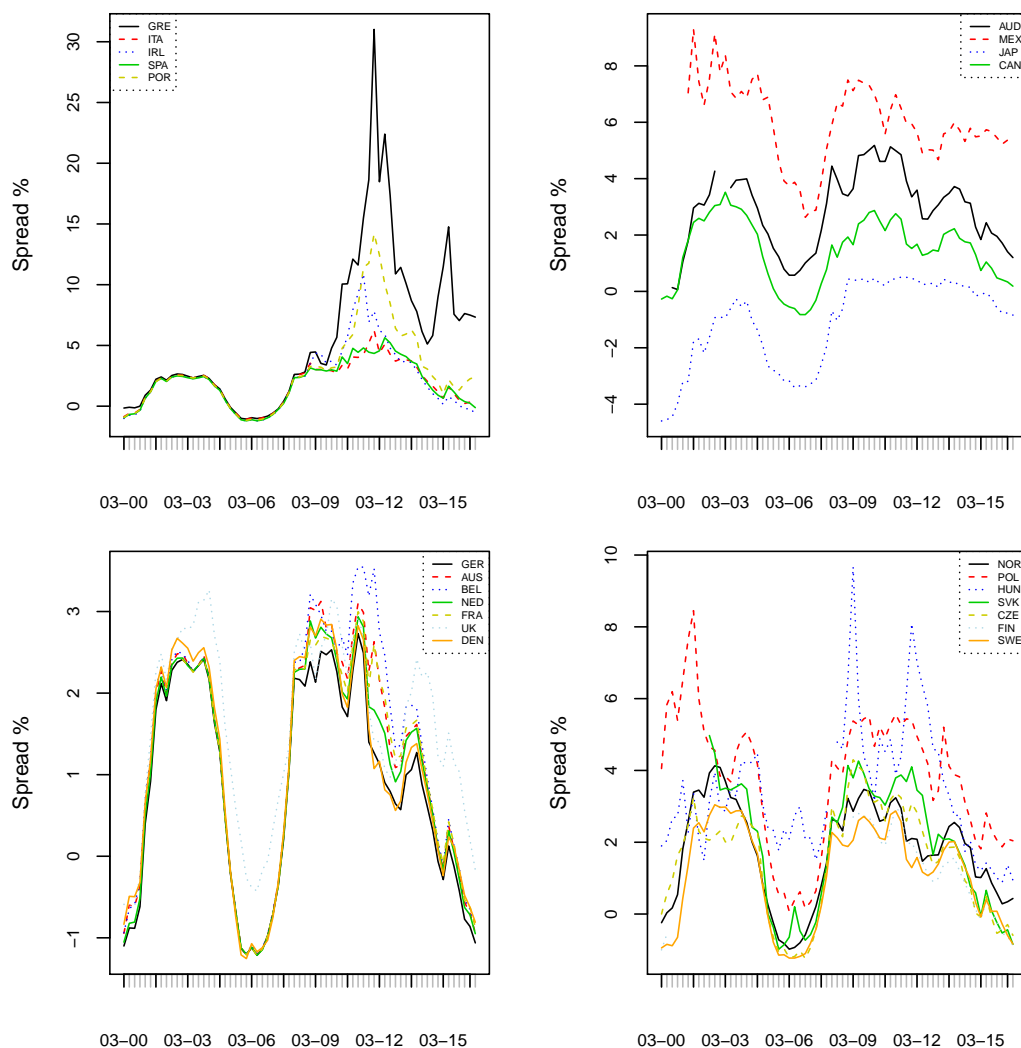 GRE
ITA
IRL
SPA
POR
Spread %
30
25
20
15
10
5
0
03−00 03−03 03−06 03−09 03−12 03−15
AUD
MEX
JAP
CAN
Spread %
8
6
4
2
0
−2
−4
03−00 03−03 03−06 03−09 03−12 03−15
GER
AUS
BEL
NED
FRA
UK
DEN
Spread %
3
2
1
0
−1
03−00 03−03 03−06 03−09 03−12 03−15
NOR
POL
HUN
SVK
CZE
FIN
SWE
Spread %
10
8
6
4
2
0
03−00 03−03 03−06 03−09 03−12 03−15